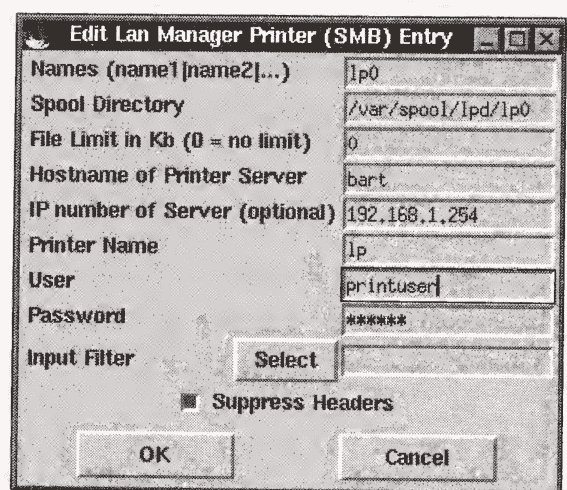 Edit Lan Manager Printer (SMB) Entry
Names (name1|name2|...) lp0
Spool Directory /var/spool/lpd/lp0
File Limit in Kb (0 = no limit) 0
Hostname of Printer Server bart
IP number of Server (optional) 192.168.1.254
Printer Name lp
User printuser
Password ******
Input Filter Select
Suppress Headers
OK Cancel